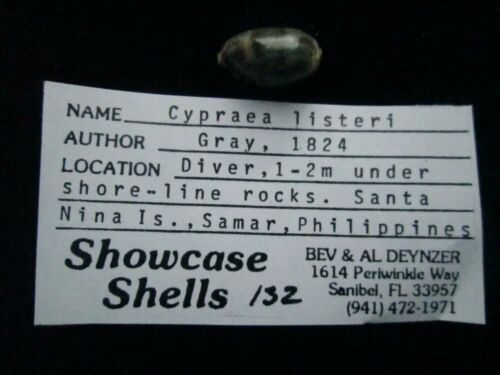 NAME Cypraea listeri
AUTHOR Gray, 1824
LOCATION Diver,1-2m under
shore-line rocks. Santa
Nina Is.,Samar,Philippines
Showcase
Shells 132
BEV & AL DEYNZER
1614 Periwinkle Way
Sanibel, FL 33957
(941) 472-1971